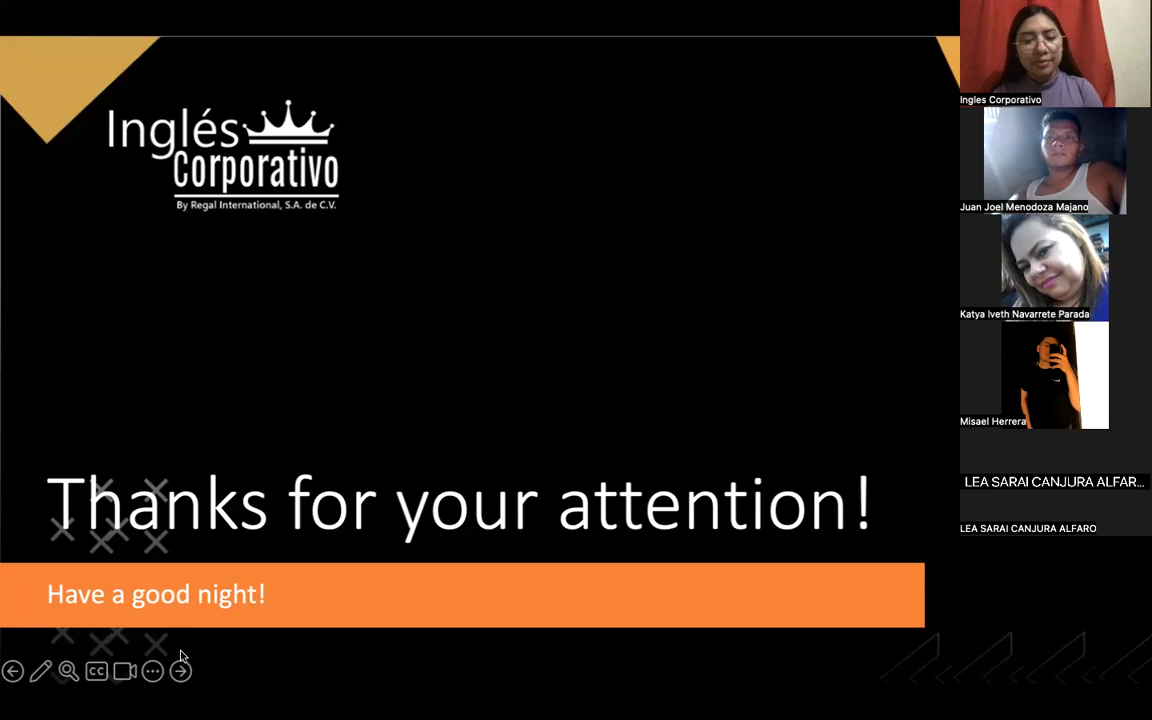 Inglés
Corporativo
By Regal International, S.A. de C.V.
Thanks for your attention!
Have a good night!
CC
Ingles Corporativo
Juan Joel Menodoza Majano
Katya Iveth Navarrete Parada
Misael Herrera
LEA SARAI CANJURA ALFAR...
LEA SARAI CANJURA ALFARO